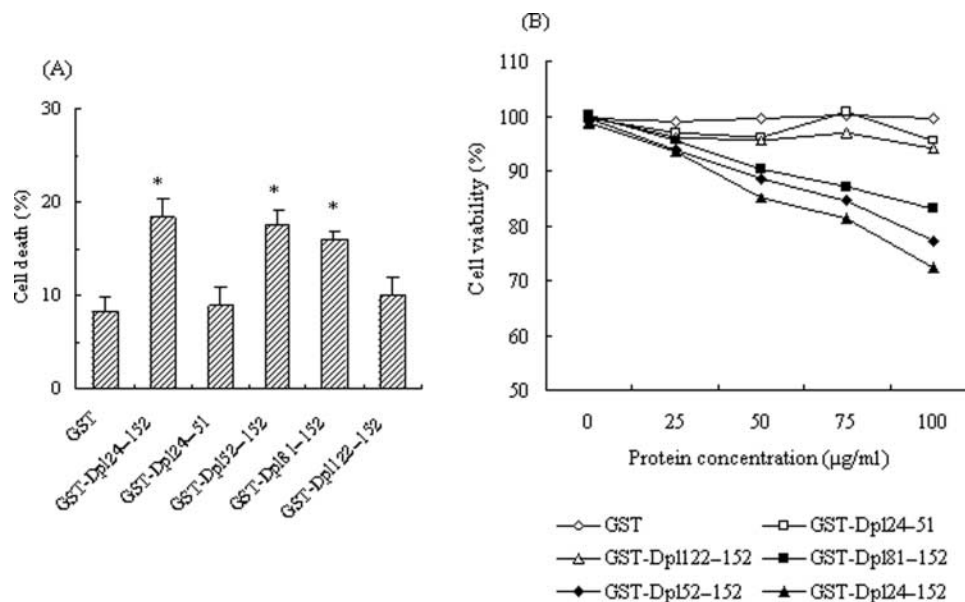 (A)
30
20
10
0
Cell death (%)
*
*
*
GST
GST-Dpl24–152
GST-Dpl24–51
GST-Dpl52–152
GST-Dpl81–152
GST-Dpl122–152
(B)
110
100
90
80
70
60
50
Cell viability (%)
0 25 50 75 100
Protein concentration (μg/ml)
GST GST-Dpl24–51
GST-Dpl122–152 GST-Dpl81–152
GST-Dpl52–152 GST-Dpl24–152